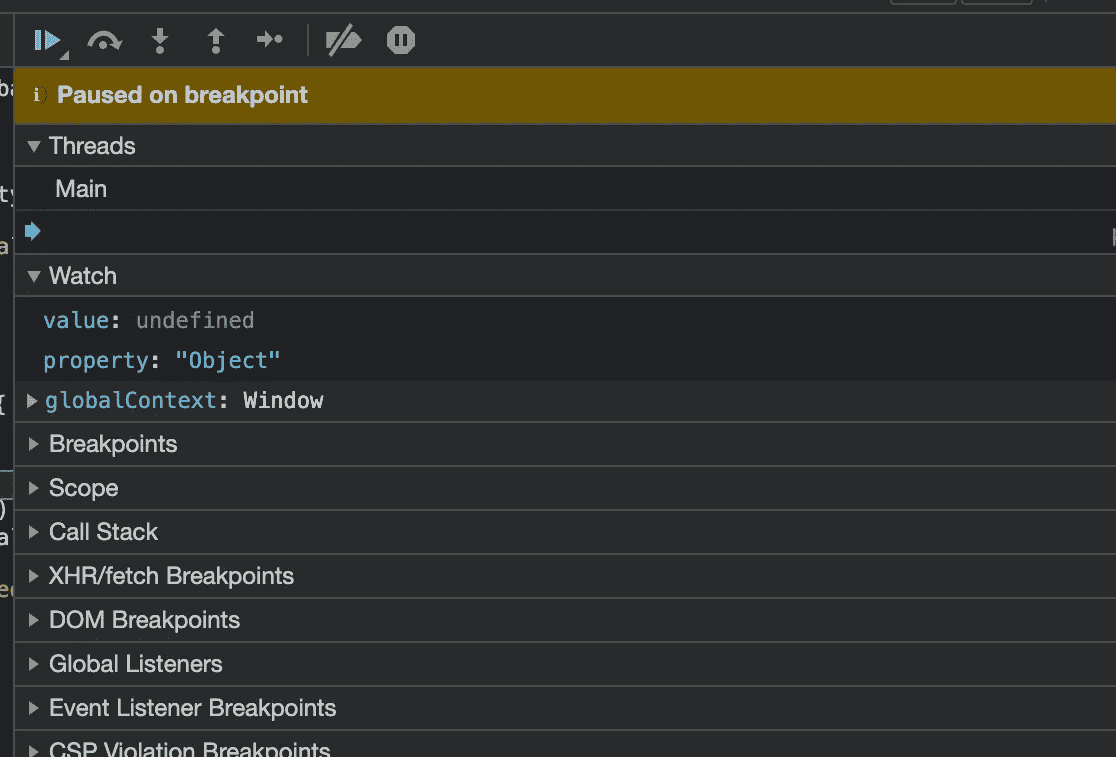 Paused on breakpoint
Threads
Main
Watch
value: undefined
property: "Object"
globalContext: Window
Breakpoints
Scope
Call Stack
XHR/fetch Breakpoints
DOM Breakpoints
Global Listeners
Event Listener Breakpoints
CSP Violation Breakpoints